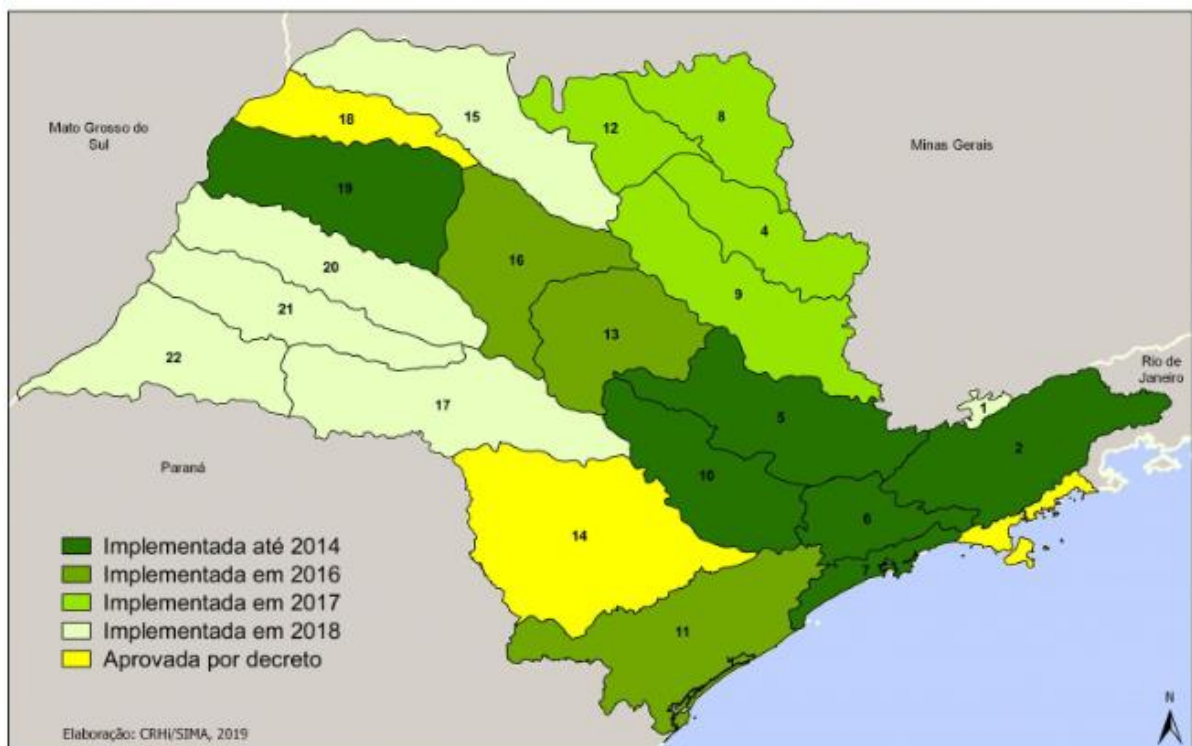 Mato Grosso do
Sul
Minas Gerais
Rio de
Janeiro
Paraná
15
18
12
8
19
4
16
20
9
21
13
22
17
1
5
2
10
6
14
7
11
Implementada até 2014
Implementada em 2016
Implementada em 2017
Implementada em 2018
Aprovada por decreto
Elaboração: CRHi/SIMA, 2019
N